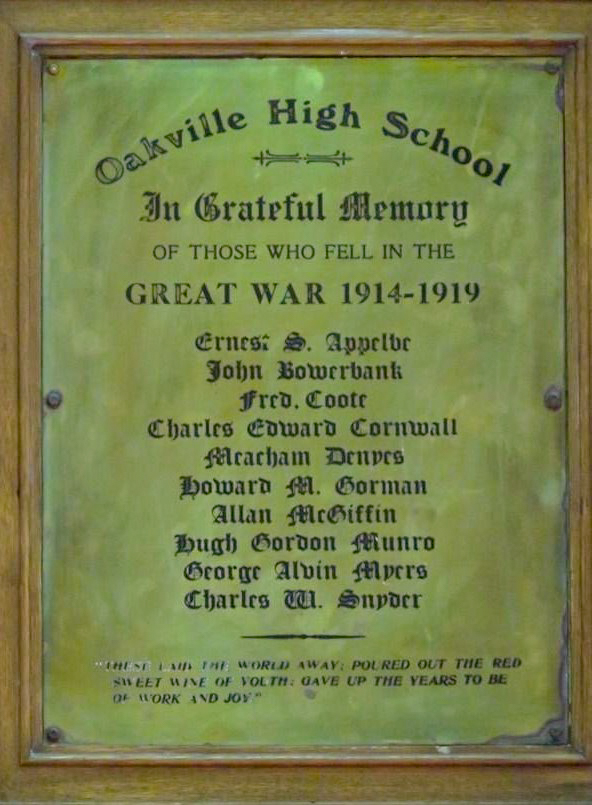 Oakville High School
In Grateful Memory
OF THOSE WHO FELL IN THE
GREAT WAR 1914-1919
Ernest S. Appelbe
John Bowerbank
Fred. Coote
Charles Edward Cornwall
Meacham Denyes
Howard M. Gorman
Allan McGiffin
Hugh Gordon Munro
George Alvin Myers
Charles W. Snyder
"THESE LAID THE WORLD AWAY; POURED OUT THE RED
SWEET WINE OF YOUTH; GAVE UP THE YEARS TO BE
OF WORK AND JOY"